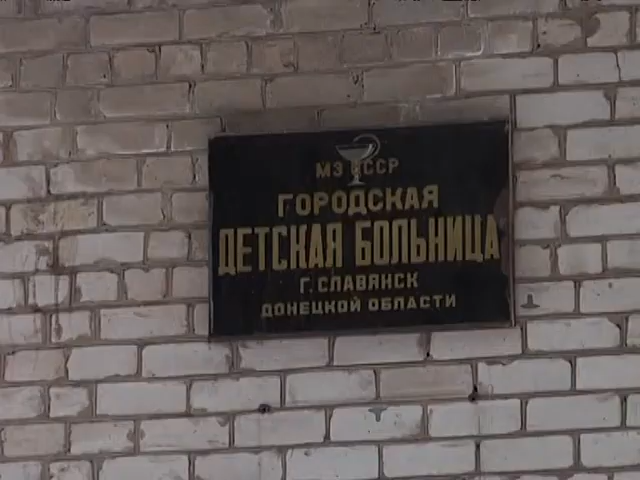 МЗ УССР
ГОРОДСКАЯ
ДЕТСКАЯ БОЛЬНИЦА
Г. СЛАВЯНСК
ДОНЕЦКОЙ ОБЛАСТИ